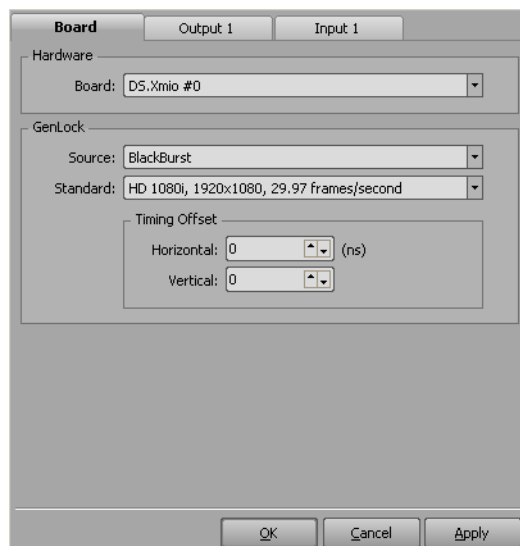 Board Output 1 Input 1
Hardware
Board: DS.Xmio #0
GenLock
Source: BlackBurst
Standard: HD 1080i, 1920x1080, 29.97 frames/second
Timing Offset
Horizontal: 0 (ns)
Vertical: 0
OK Cancel Apply